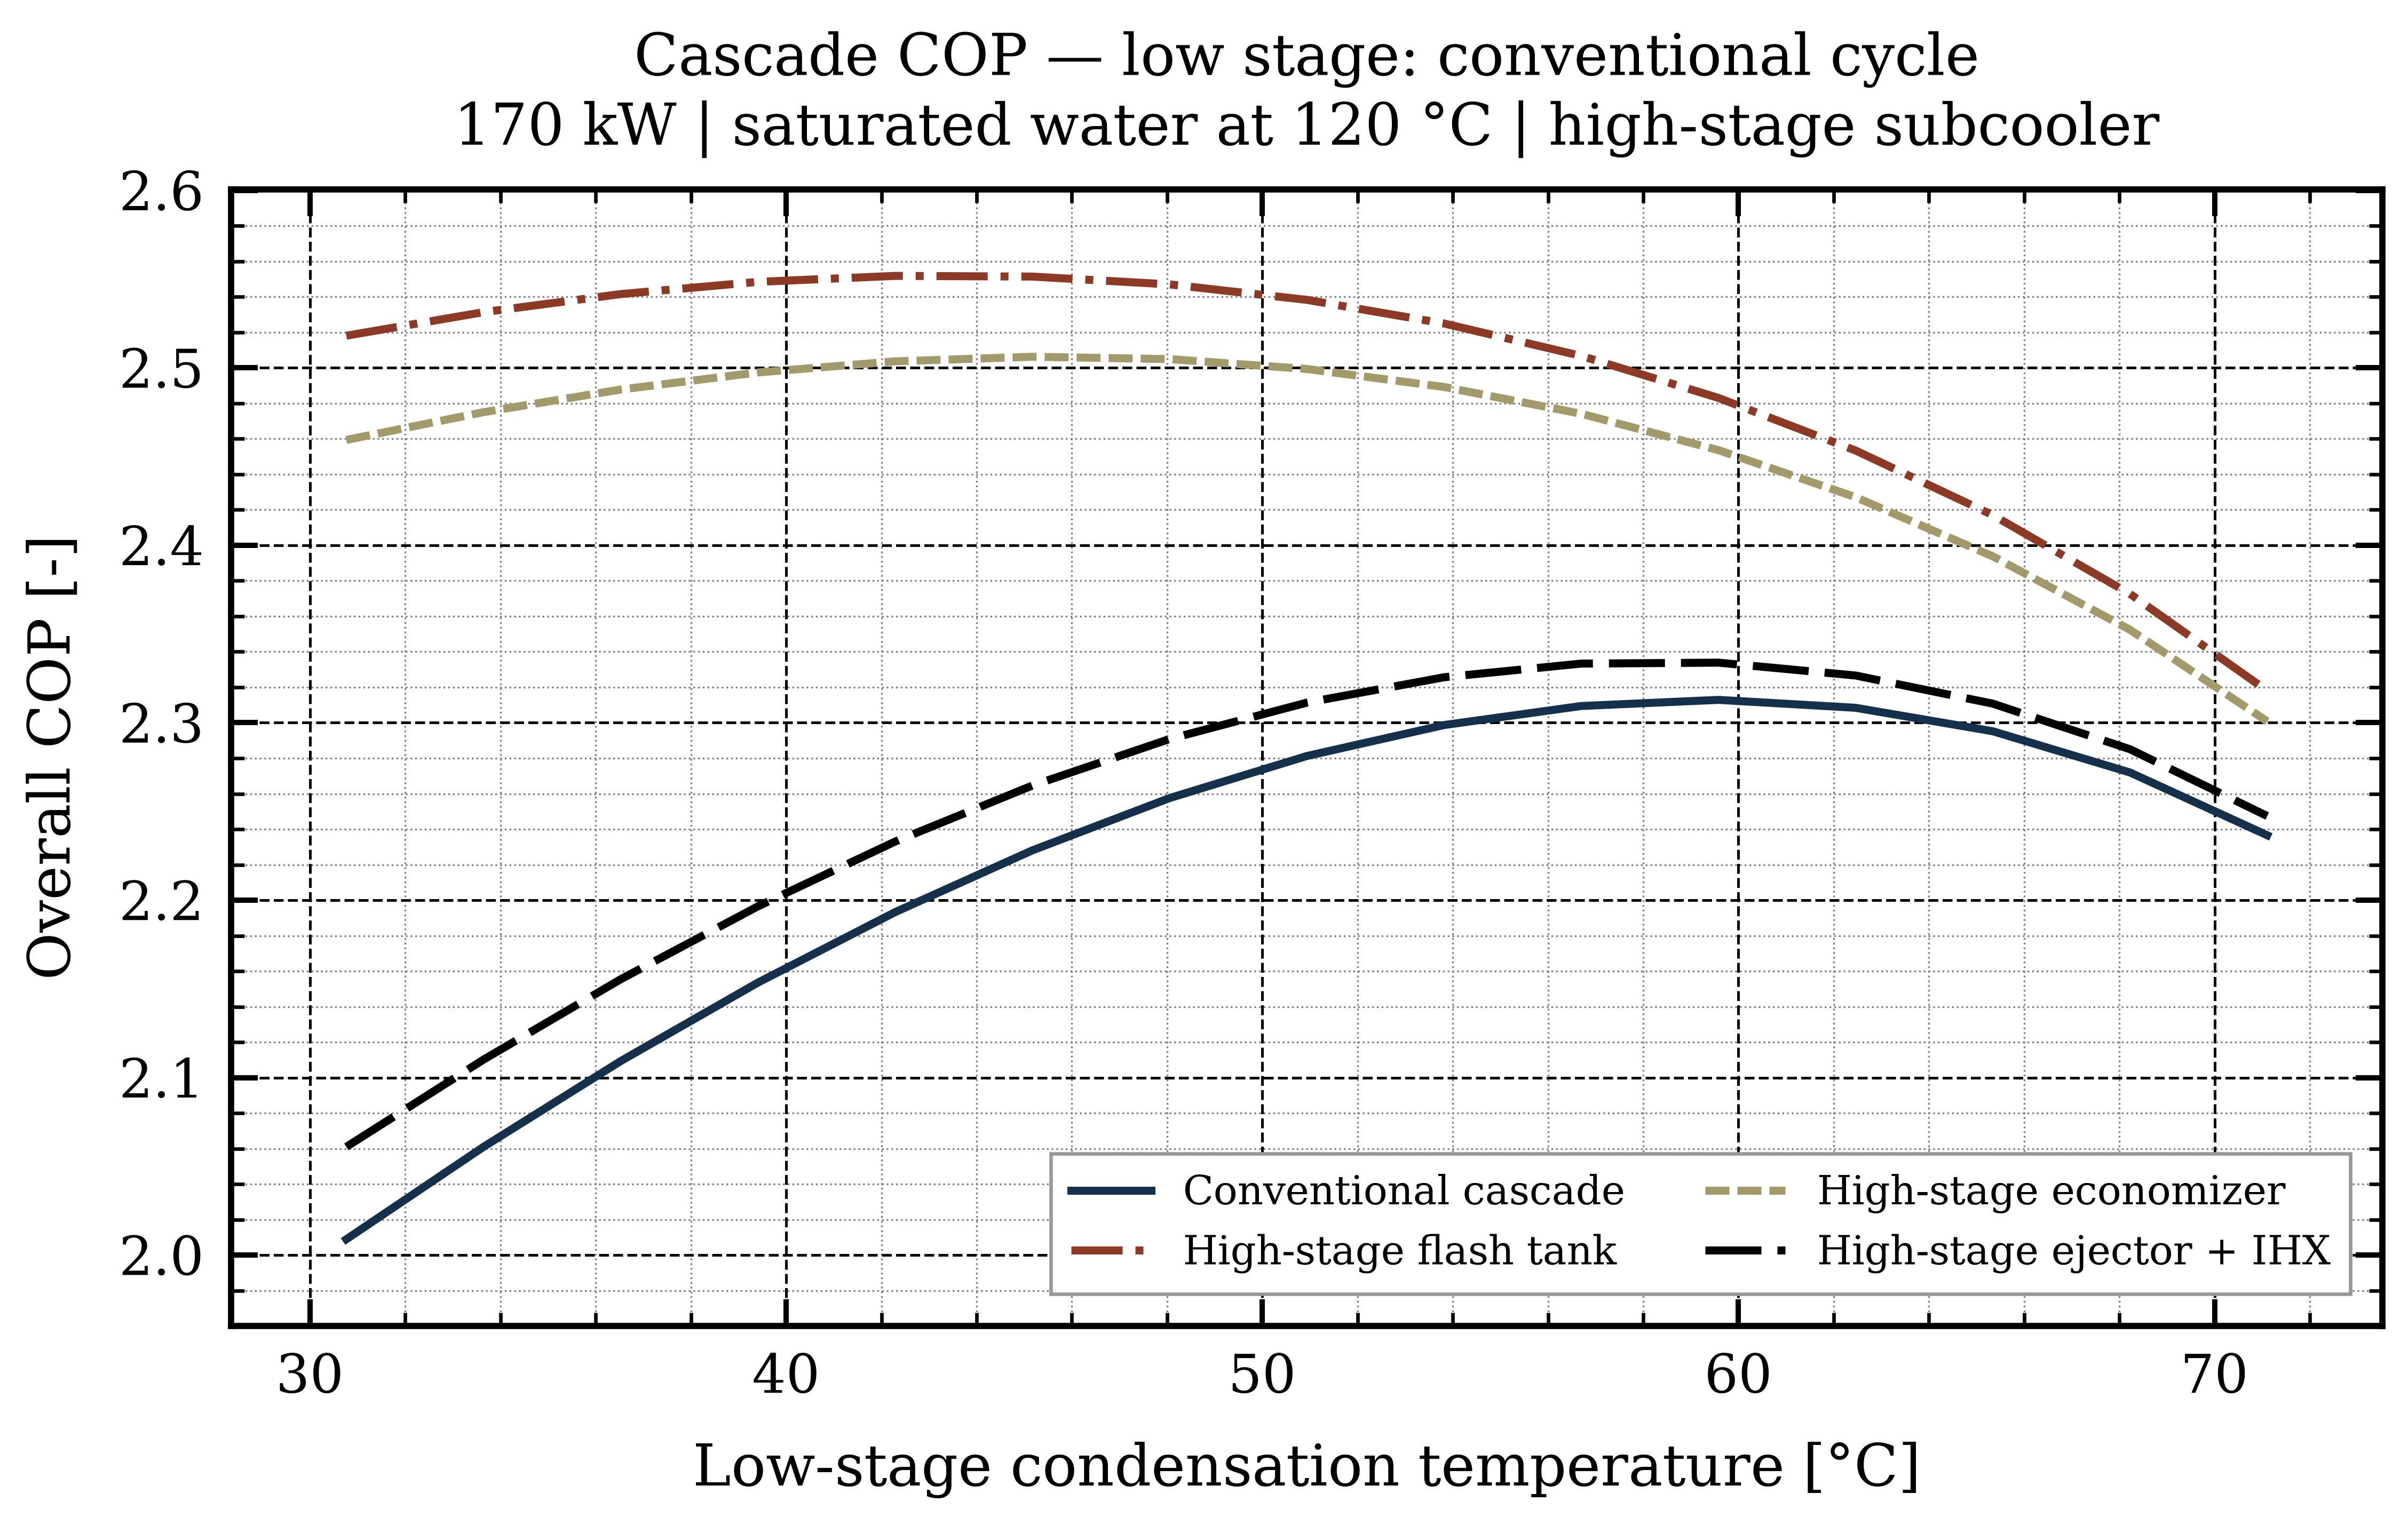 Cascade COP — low stage: conventional cycle
170 kW | saturated water at 120 °C | high-stage subcooler
Overall COP [-]
2.6
2.5
2.4
2.3
2.2
2.1
2.0
Conventional cascade
High-stage flash tank
High-stage economizer
High-stage ejector + IHX
30 40 50 60 70
Low-stage condensation temperature [°C]